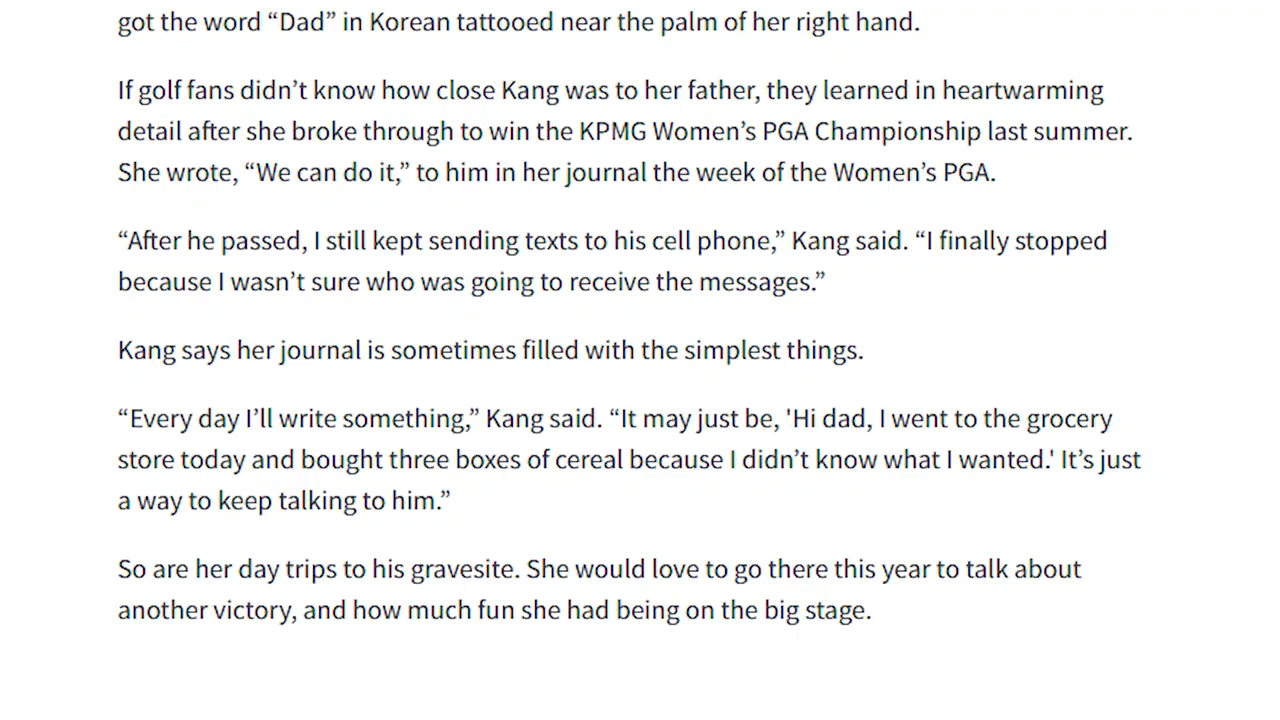 got the word “Dad” in Korean tattooed near the palm of her right hand.
If golf fans didn’t know how close Kang was to her father, they learned in heartwarming
detail after she broke through to win the KPMG Women’s PGA Championship last summer.
She wrote, “We can do it,” to him in her journal the week of the Women’s PGA.
“After he passed, I still kept sending texts to his cell phone,” Kang said. “I finally stopped
because I wasn’t sure who was going to receive the messages.”
Kang says her journal is sometimes filled with the simplest things.
“Every day I’ll write something,” Kang said. “It may just be, 'Hi dad, I went to the grocery
store today and bought three boxes of cereal because I didn’t know what I wanted.' It’s just
a way to keep talking to him.”
So are her day trips to his gravesite. She would love to go there this year to talk about
another victory, and how much fun she had being on the big stage.